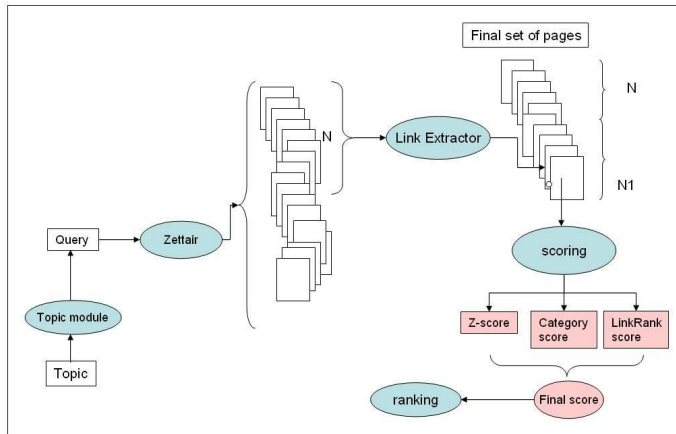 Final set of pages
N
N
Link Extractor
N1
Query
Zettair
scoring
Topic module
Z-score
Category
score
LinkRank
score
Topic
ranking
Final score